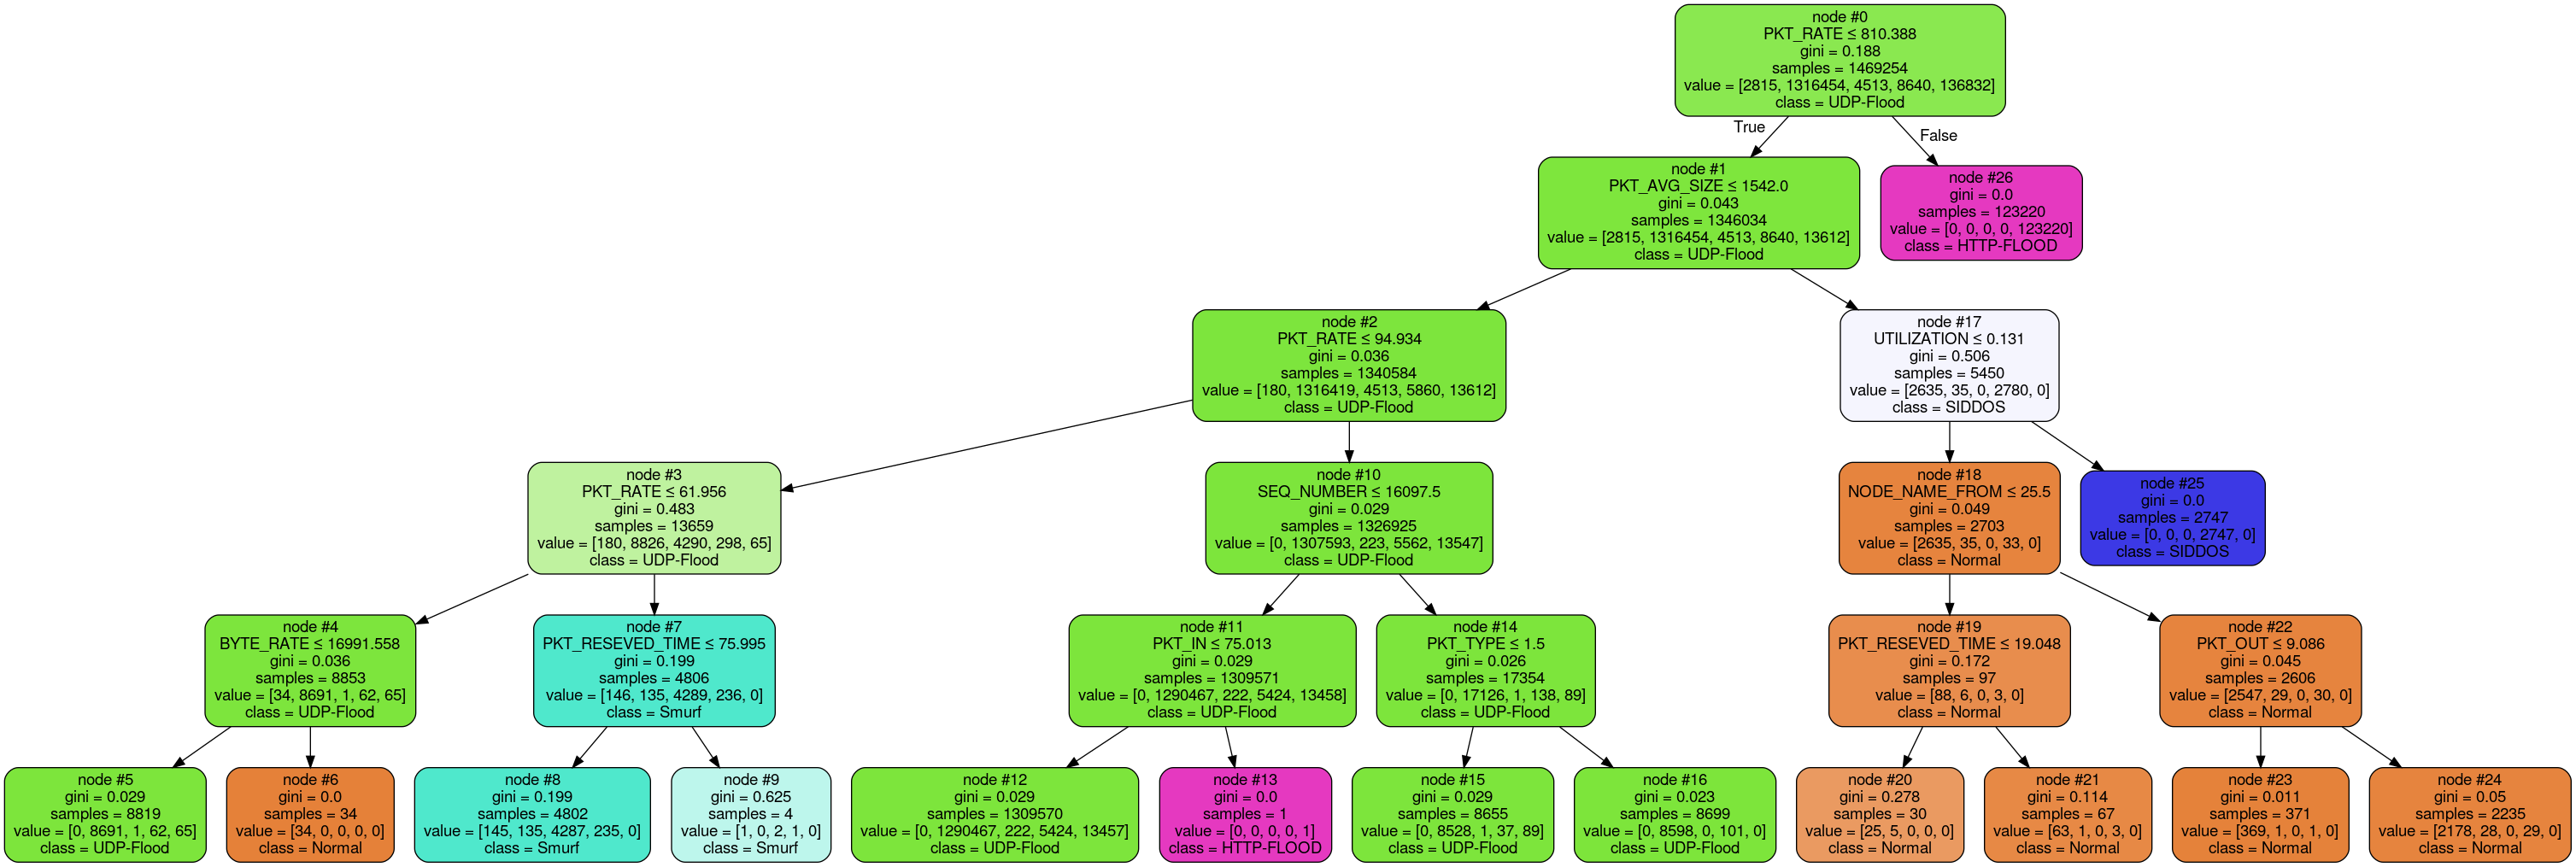 node #0
PKT_RATE ≤ 810.388
gini = 0.188
samples = 1469254
value = [2815, 1316454, 4513, 8640, 136832]
class = UDP-Flood
True
False
node #1
PKT_AVG_SIZE ≤ 1542.0
gini = 0.043
samples = 1346034
value = [2815, 1316454, 4513, 8640, 13612]
class = UDP-Flood
node #26
gini = 0.0
samples = 123220
value = [0, 0, 0, 0, 123220]
class = HTTP-FLOOD
node #2
PKT_RATE ≤ 94.934
gini = 0.036
samples = 1340584
value = [180, 1316419, 4513, 5860, 13612]
class = UDP-Flood
node #17
UTILIZATION ≤ 0.131
gini = 0.506
samples = 5450
value = [2635, 35, 0, 2780, 0]
class = SIDDOS
node #3
PKT_RATE ≤ 61.956
gini = 0.483
samples = 13659
value = [180, 8826, 4290, 298, 65]
class = UDP-Flood
node #10
SEQ_NUMBER ≤ 16097.5
gini = 0.029
samples = 1326925
value = [0, 1307593, 223, 5562, 13547]
class = UDP-Flood
node #18
NODE_NAME_FROM ≤ 25.5
gini = 0.049
samples = 2703
value = [2635, 35, 0, 33, 0]
class = Normal
node #25
gini = 0.0
samples = 2747
value = [0, 0, 0, 2747, 0]
class = SIDDOS
node #4
BYTE_RATE ≤ 16991.558
gini = 0.036
samples = 8853
value = [34, 8691, 1, 62, 65]
class = UDP-Flood
node #7
PKT_RESEVED_TIME ≤ 75.995
gini = 0.199
samples = 4806
value = [146, 135, 4289, 236, 0]
class = Smurf
node #11
PKT_IN ≤ 75.013
gini = 0.029
samples = 1309571
value = [0, 1290467, 222, 5424, 13458]
class = UDP-Flood
node #14
PKT_TYPE ≤ 1.5
gini = 0.026
samples = 17354
value = [0, 17126, 1, 138, 89]
class = UDP-Flood
node #19
PKT_RESEVED_TIME ≤ 19.048
gini = 0.172
samples = 97
value = [88, 6, 0, 3, 0]
class = Normal
node #22
PKT_OUT ≤ 9.086
gini = 0.045
samples = 2606
value = [2547, 29, 0, 30, 0]
class = Normal
node #5
gini = 0.029
samples = 8819
value = [0, 8691, 1, 62, 65]
class = UDP-Flood
node #6
gini = 0.0
samples = 34
value = [34, 0, 0, 0, 0]
class = Normal
node #8
gini = 0.199
samples = 4802
value = [145, 135, 4287, 235, 0]
class = Smurf
node #9
gini = 0.625
samples = 4
value = [1, 0, 2, 1, 0]
class = Smurf
node #12
gini = 0.029
samples = 1309570
value = [0, 1290467, 222, 5424, 13457]
class = UDP-Flood
node #13
gini = 0.0
samples = 1
value = [0, 0, 0, 0, 1]
class = HTTP-FLOOD
node #15
gini = 0.029
samples = 8655
value = [0, 8528, 1, 37, 89]
class = UDP-Flood
node #16
gini = 0.023
samples = 8699
value = [0, 8598, 0, 101, 0]
class = UDP-Flood
node #20
gini = 0.278
samples = 30
value = [25, 5, 0, 0, 0]
class = Normal
node #21
gini = 0.114
samples = 67
value = [63, 1, 0, 3, 0]
class = Normal
node #23
gini = 0.011
samples = 371
value = [369, 1, 0, 1, 0]
class = Normal
node #24
gini = 0.05
samples = 2235
value = [2178, 28, 0, 29, 0]
class = Normal